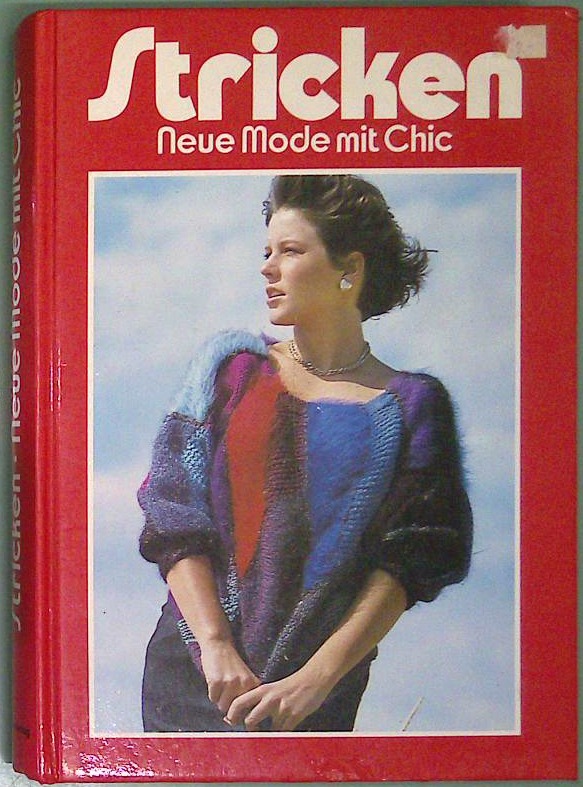 Stricken
Neue Mode mit Chic
Stricken - Neue Mode mit Chic